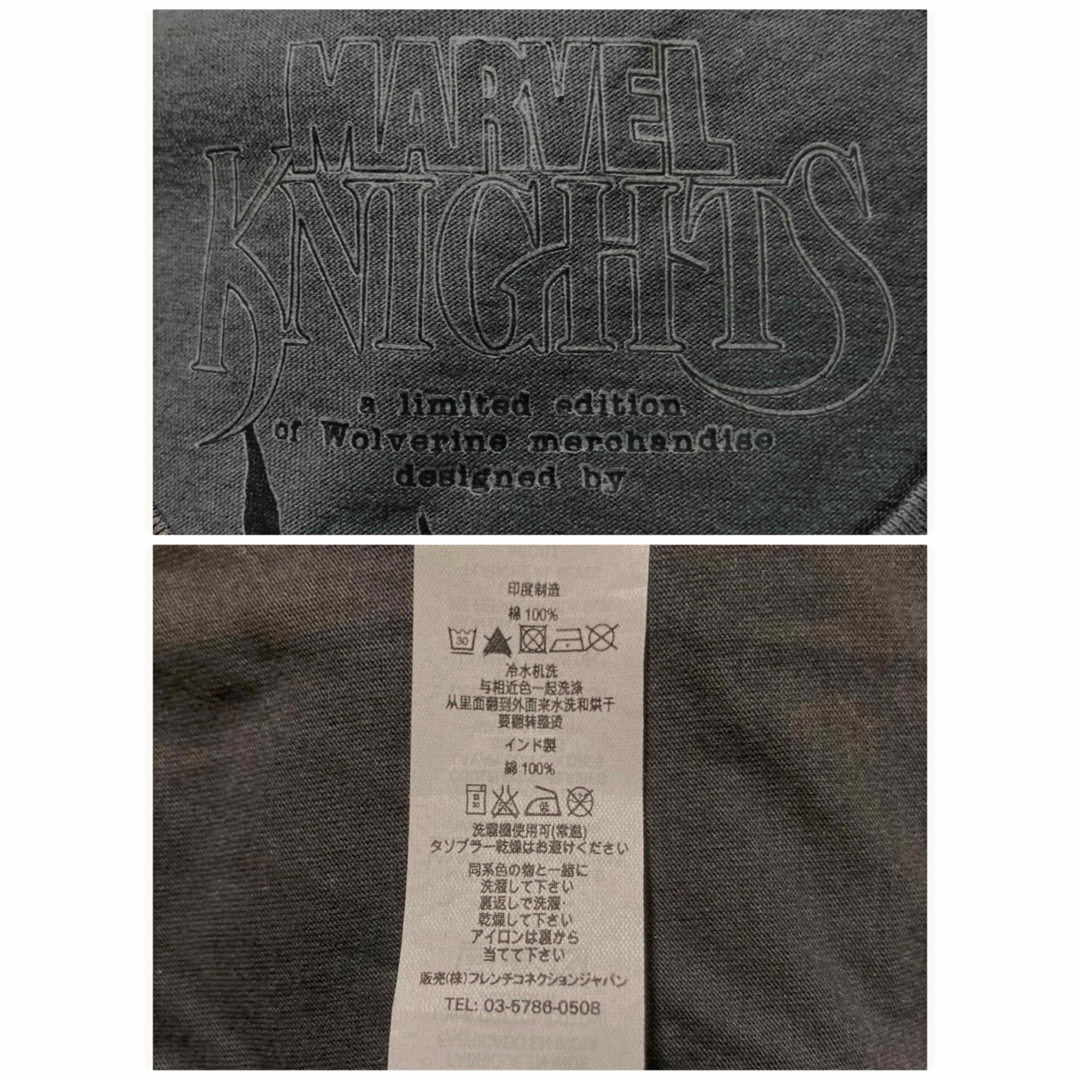 MARVEL
KNIGHTS
a limited edition
of Wolverine merchandise
designed by
印度制造
棉 100%
30
冷水机洗
与相近色一起洗涤
从里面翻到外面来水洗和烘干
要翻转整烫
インド製
綿 100%
洗濯機使用可(常温)
タソブラー乾燥はお避けください
同系色の物と一緒に
洗濯して下さい
裏返しで洗濯·
乾燥して下さい
アイロンは裏から
当てて下さい
販売(株)フレンチコネクションジャパン
TEL: 03-5786-0508